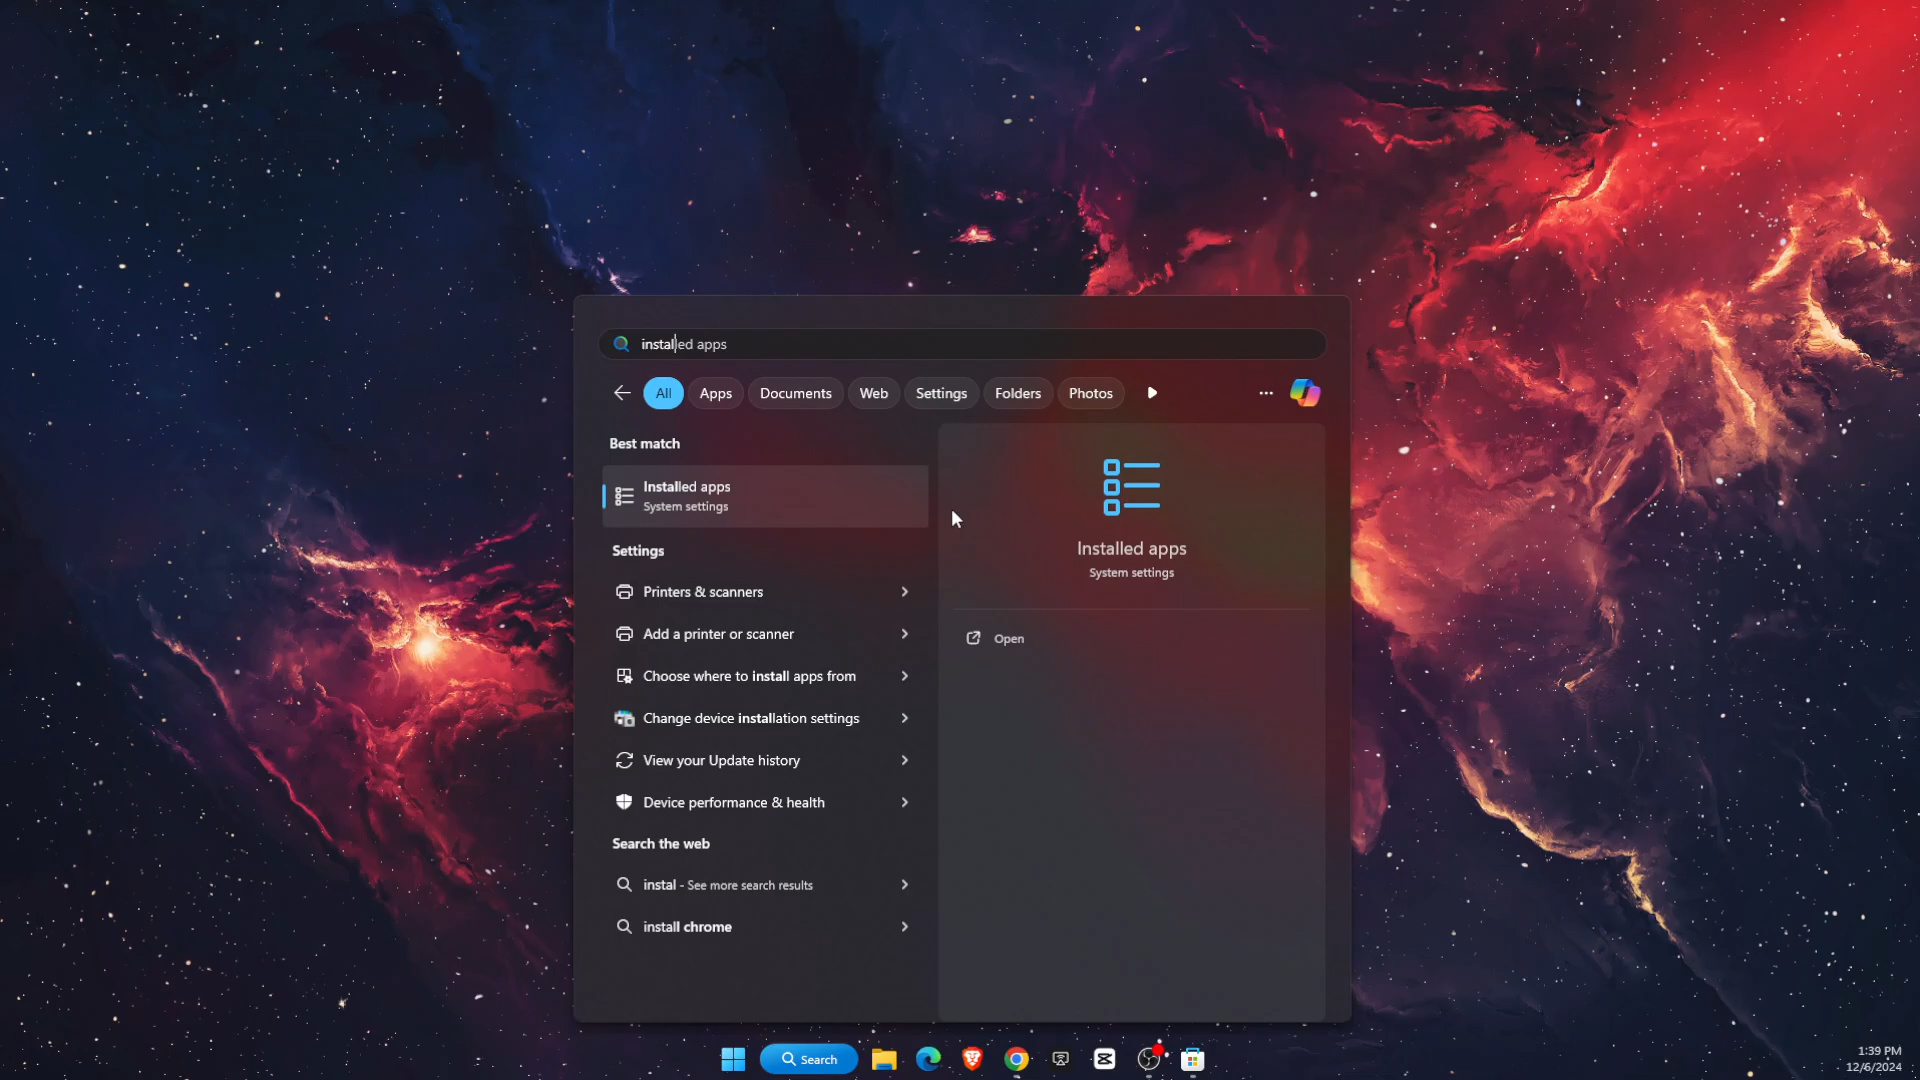 installed apps
All
Apps
Documents
Web
Settings
Folders
Photos
Best match
Installed apps
System settings
Settings
Printers & scanners
Add a printer or scanner
Choose where to install apps from
Change device installation settings
View your Update history
Device performance & health
Search the web
instal - See more search results
install chrome
Installed apps
System settings
Open
Search
1:39 PM
12/6/2024